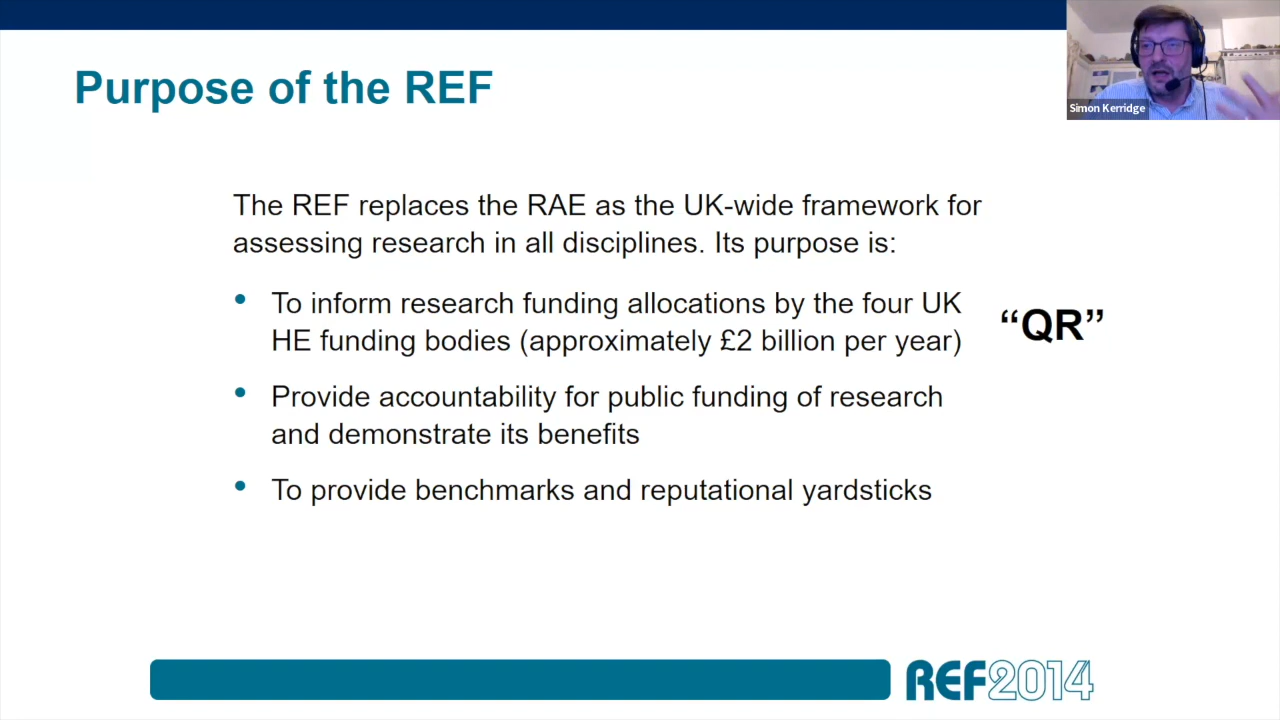 Purpose of the REF
Simon Kerridge
The REF replaces the RAE as the UK-wide framework for
assessing research in all disciplines. Its purpose is:
• To inform research funding allocations by the four UK
HE funding bodies (approximately £2 billion per year)
“QR”
• Provide accountability for public funding of research
and demonstrate its benefits
• To provide benchmarks and reputational yardsticks
REF2014